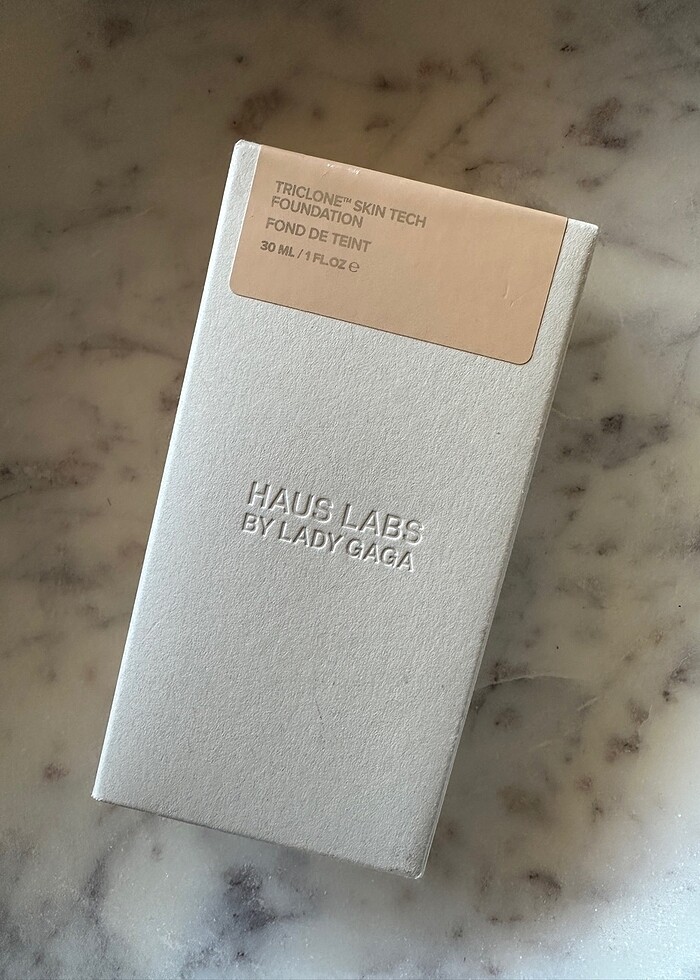 TRICLONE™ SKIN TECH
FOUNDATION
FOND DE TEINT
30 ML / 1 FL.OZ ℮
HAUS LABS
BY LADY GAGA